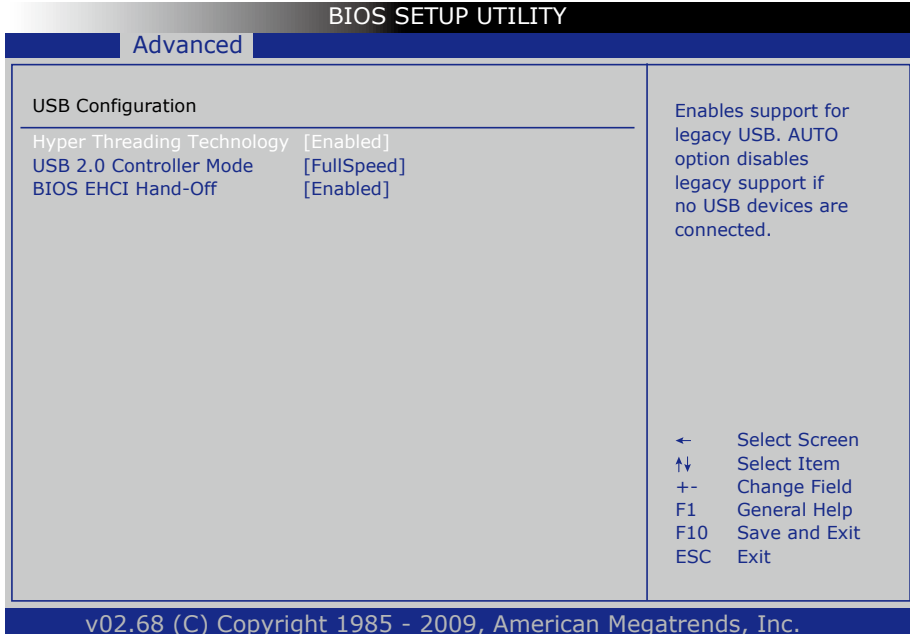 BIOS SETUP UTILITY
Advanced
USB Configuration
Hyper Threading Technology [Enabled]
USB 2.0 Controller Mode [FullSpeed]
BIOS EHCI Hand-Off [Enabled]
Enables support for
legacy USB. AUTO
option disables
legacy support if
no USB devices are
connected.
← Select Screen
↑↓ Select Item
+- Change Field
F1 General Help
F10 Save and Exit
ESC Exit
v02.68 (C) Copyright 1985 - 2009, American Megatrends, Inc.